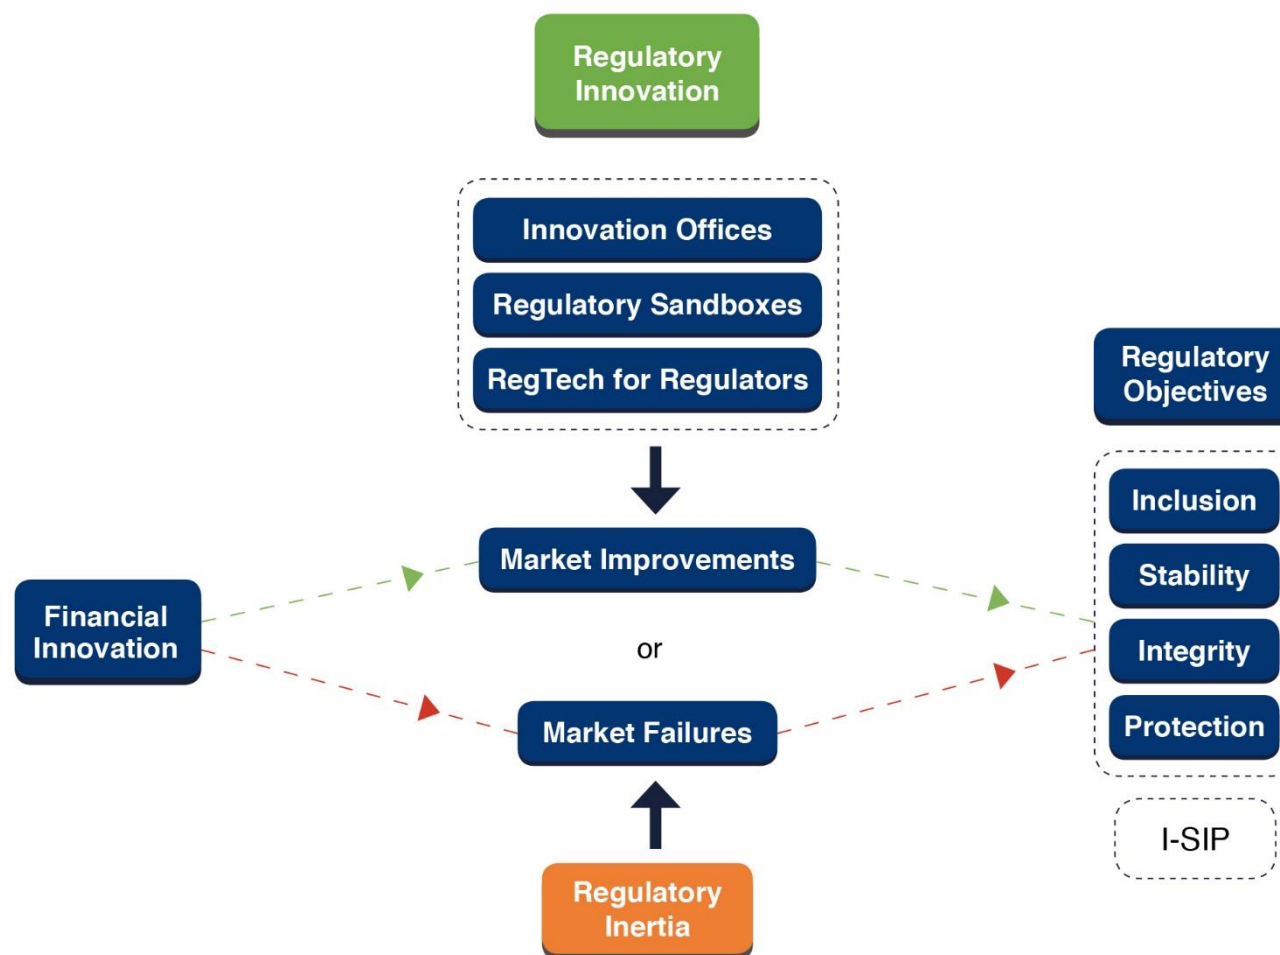 Regulatory
Innovation
Innovation Offices
Regulatory Sandboxes
RegTech for Regulators
Regulatory
Objectives
Inclusion
Market Improvements
Stability
Financial
Innovation
or
Integrity
Market Failures
Protection
I-SIP
Regulatory
Inertia